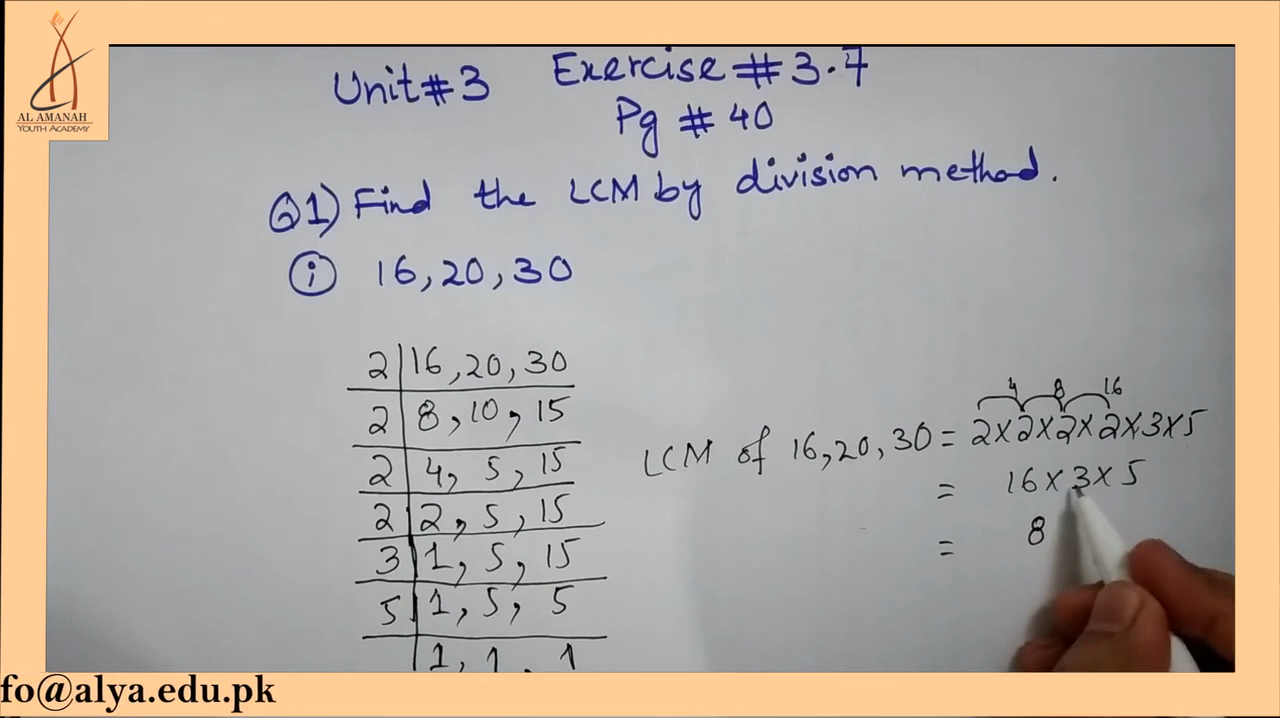 AL AMANAH
YOUTH ACADEMY
Unit#3 Exercise#3.7
Pg #40
Q1) Find the LCM by division method.
i 16,20,30
2|16,20,30
2|8,10,15
2|4,5,15
2|2,5,15
3|1,5,15
5|1,5,5
|1,1,1
4 8 16
LCM of 16,20,30=2×2×2×2×3×5
= 16×3×5
= 8
fo@alya.edu.pk